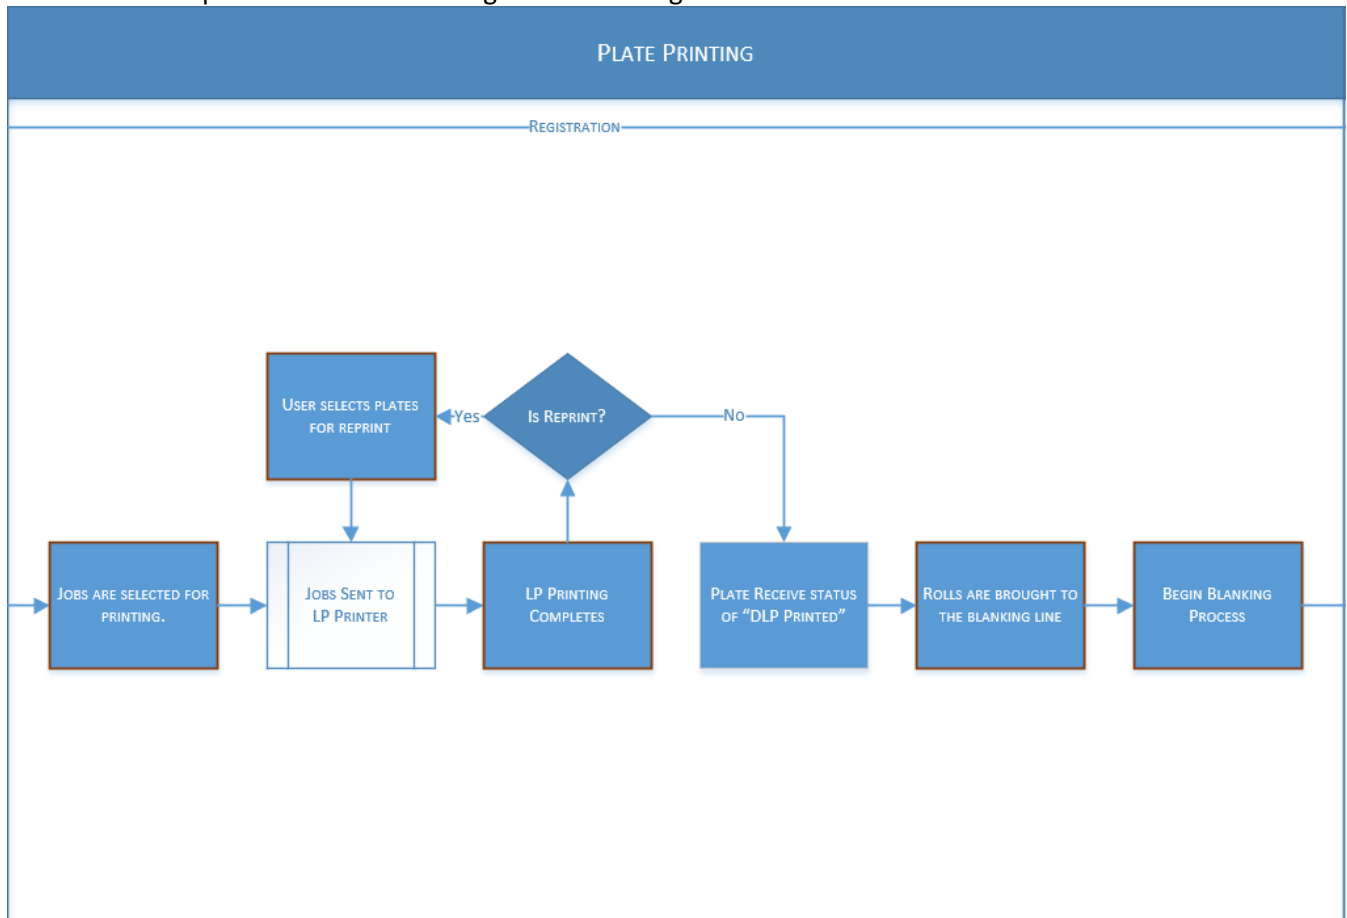 PLATE PRINTING
REGISTRATION
USER SELECTS PLATES
FOR REPRINT
Yes
IS REPRINT?
No
JOBS ARE SELECTED FOR
PRINTING.
JOBS SENT TO
LP PRINTER
LP PRINTING
COMPLETES
PLATE RECEIVE STATUS
OF “DLP PRINTED”
ROLLS ARE BROUGHT TO
THE BLANKING LINE
BEGIN BLANKING
PROCESS